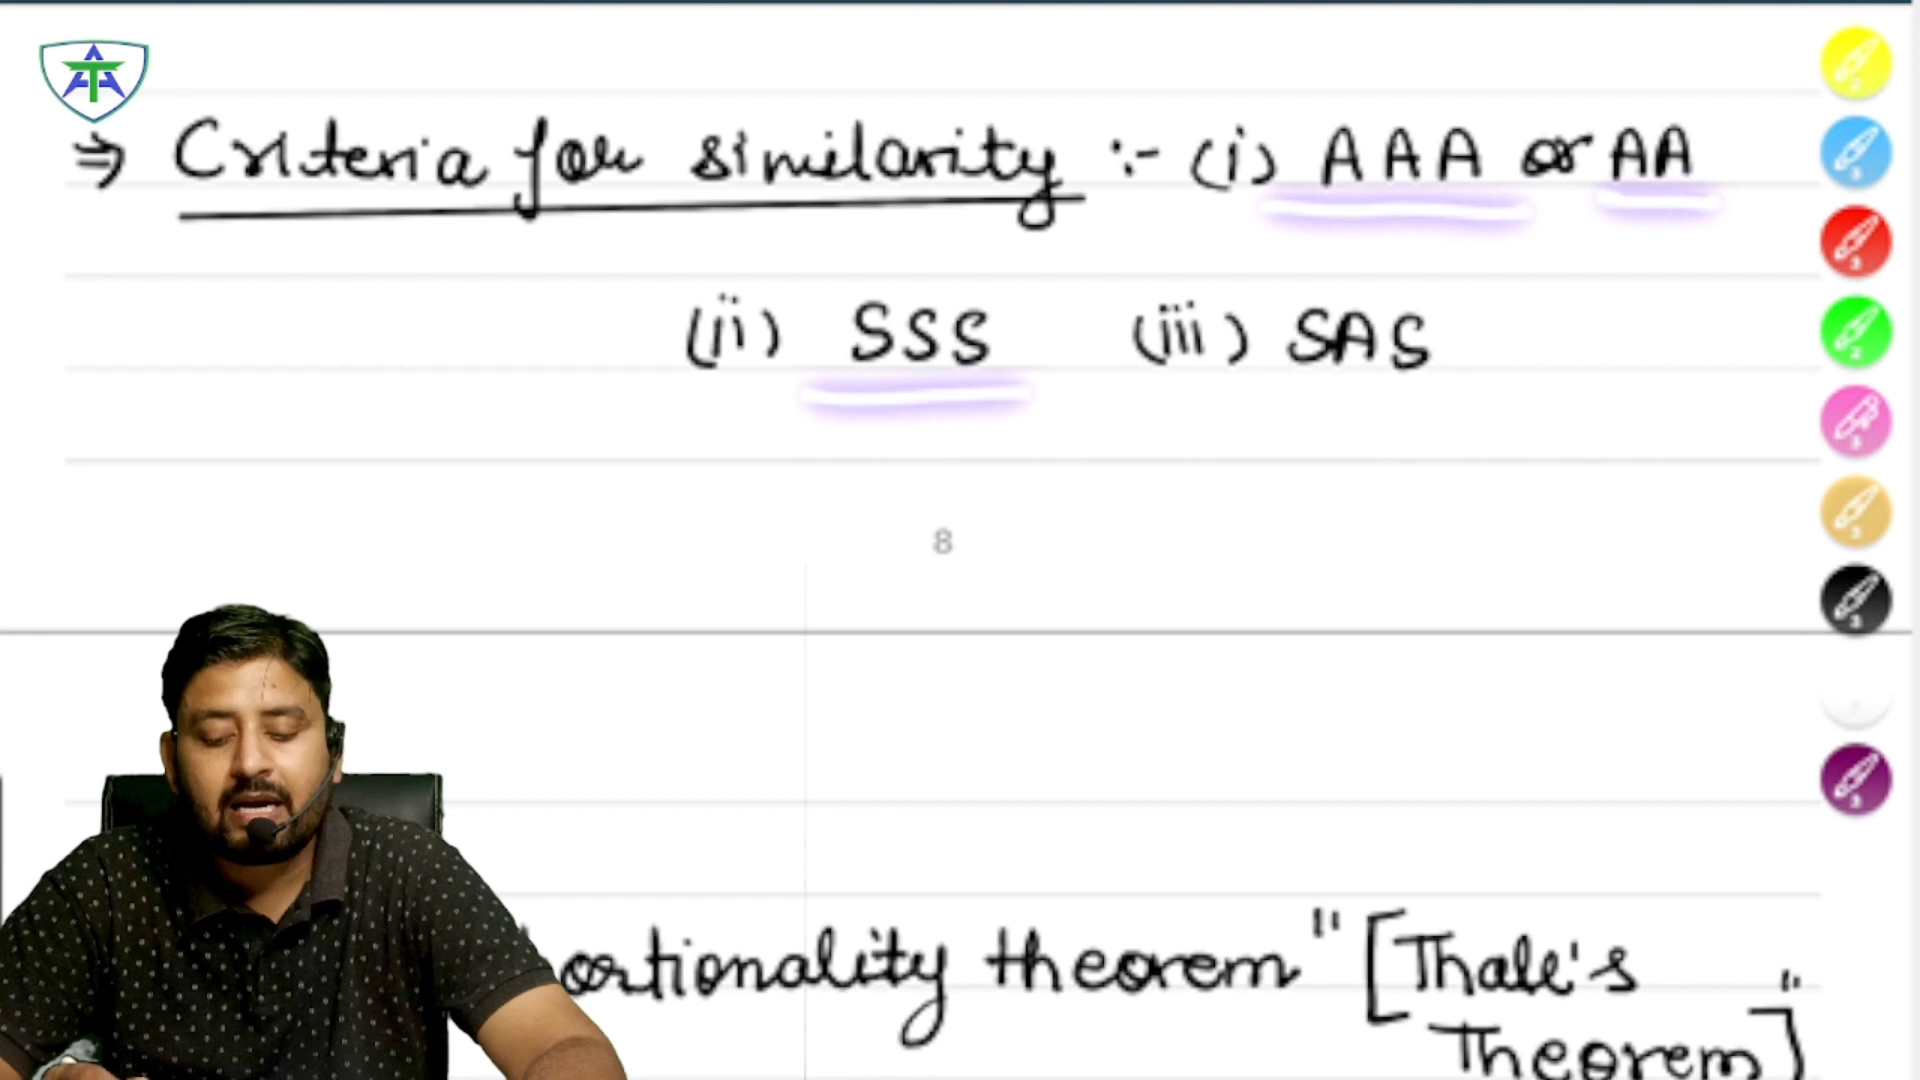 ⇒ Criteria for similarity :- (i) AAA or AA
(ii) SSS (iii) SAS
8
ortionality theorem" [Thale's
Theorem]"